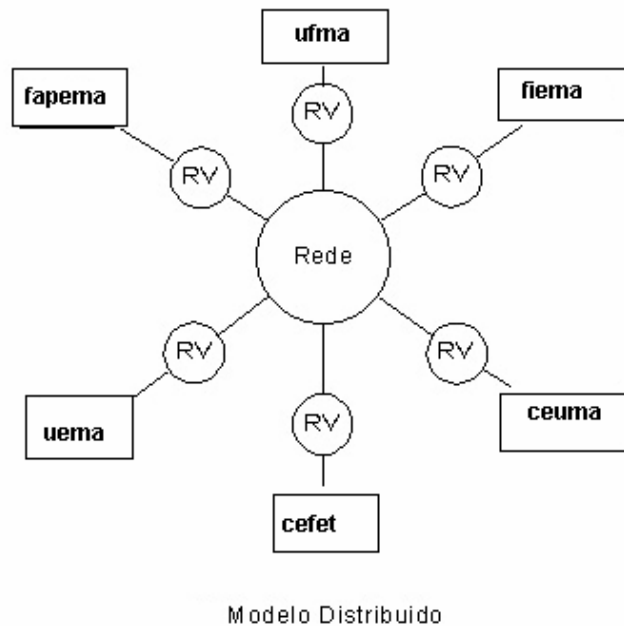 ufma
fapema
fiema
RV
RV
RV
Rede
RV
RV
RV
uema
ceuma
cefet
Modelo Distribuido